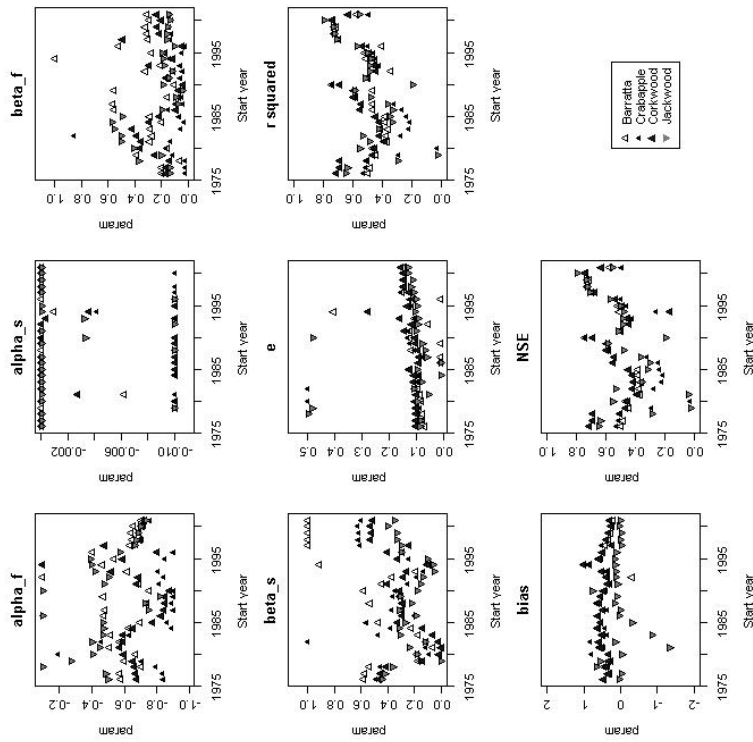 alpha_f
param
-0.2
-0.4
-0.6
-0.8
-1.0
1975
1985
1995
Start year
alpha_s
param
-0.002
-0.006
-0.010
1975
1985
1995
Start year
beta_f
param
1.0
0.8
0.6
0.4
0.2
0.0
1975
1985
1995
Start year
beta_s
param
1.0
0.8
0.6
0.4
0.2
0.0
1975
1985
1995
Start year
e
param
0.5
0.4
0.3
0.2
0.1
0.0
1975
1985
1995
Start year
r squared
param
1.0
0.8
0.6
0.4
0.2
0.0
1975
1985
1995
Start year
bias
param
2
1
0
-1
-2
1975
1985
1995
Start year
NSE
param
1.0
0.8
0.6
0.4
0.2
0.0
1975
1985
1995
Start year
Barratta
Crabapple
Corkwood
Jackwood